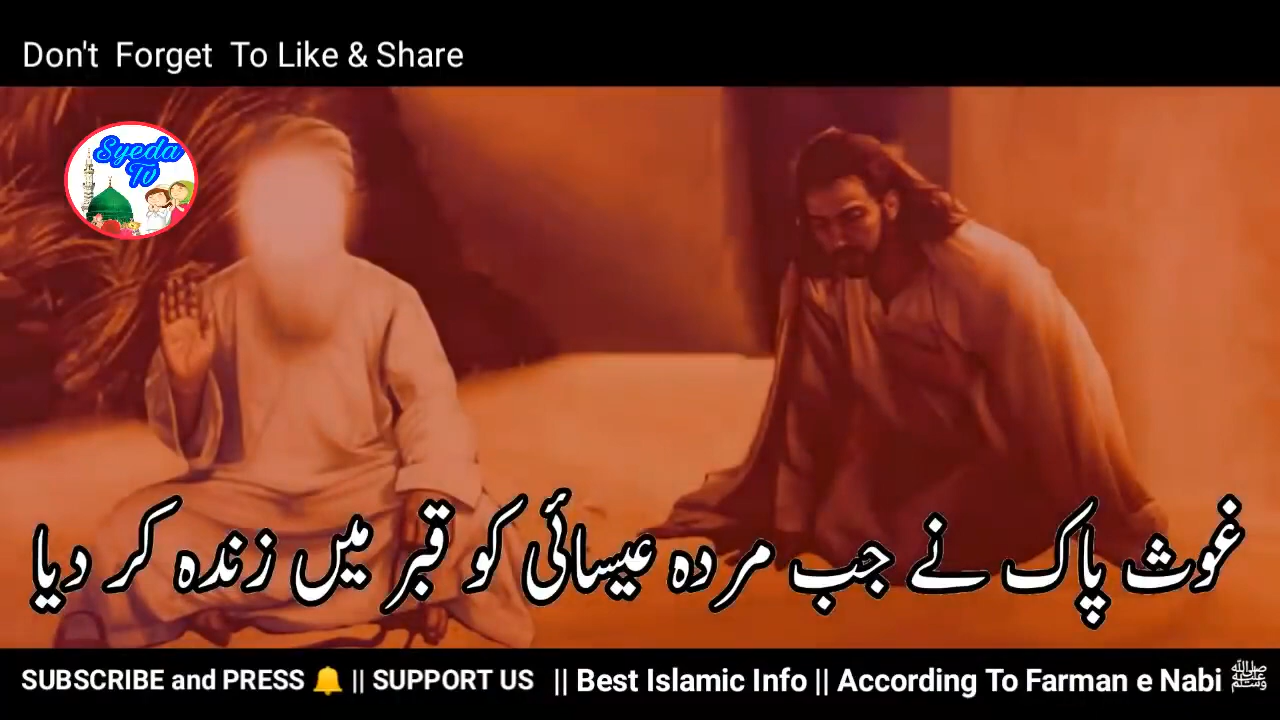 Don't Forget To Like & Share
Syeda
Tv
غوث پاک نے جب مردہ عیسائی کو قبر میں زندہ کر دیا
SUBSCRIBE and PRESS 🔔 || SUPPORT US || Best Islamic Info || According To Farman e Nabi ﷺ